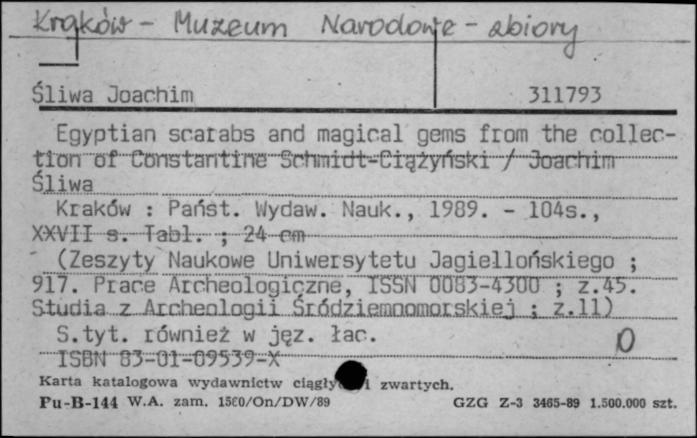 Kraków - Muzeum Narodowe - zbiory
Śliwa Joachim 311793
Egyptian scarabs and magical gems from the collec-
tion of Constantine Schmidt-Ciążyński / Joachim
Śliwa
Kraków : Państ. Wydaw. Nauk., 1989. - 104s.,
XXVII s. Tabl. ; 24 cm
(Zeszyty Naukowe Uniwersytetu Jagiellońskiego ;
917. Prace Archeologiczne, ISSN 0083-4300 ; z.45.
Studia z Archeologii Śródziemnomorskiej ; z.11)
S.tyt. również w jęz. łac.
ISBN 83-01-09539-X
Karta katalogowa wydawnictw i zwartych.
Pu-B-144 W.A. zam. 1560/On/DW/89 GZG Z-3 3465-89 1.500.000 szt.